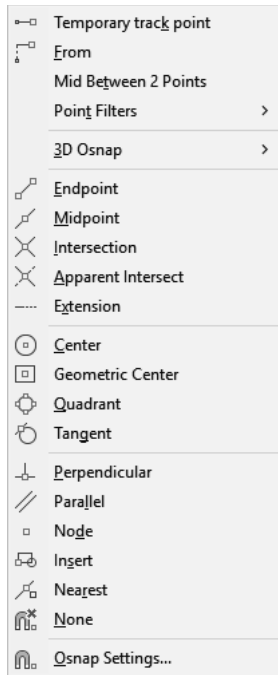 Temporary track point
From
Mid Between 2 Points
Point Filters
3D Osnap
Endpoint
Midpoint
Intersection
Apparent Intersect
Extension
Center
Geometric Center
Quadrant
Tangent
Perpendicular
Parallel
Node
Insert
Nearest
None
Osnap Settings...